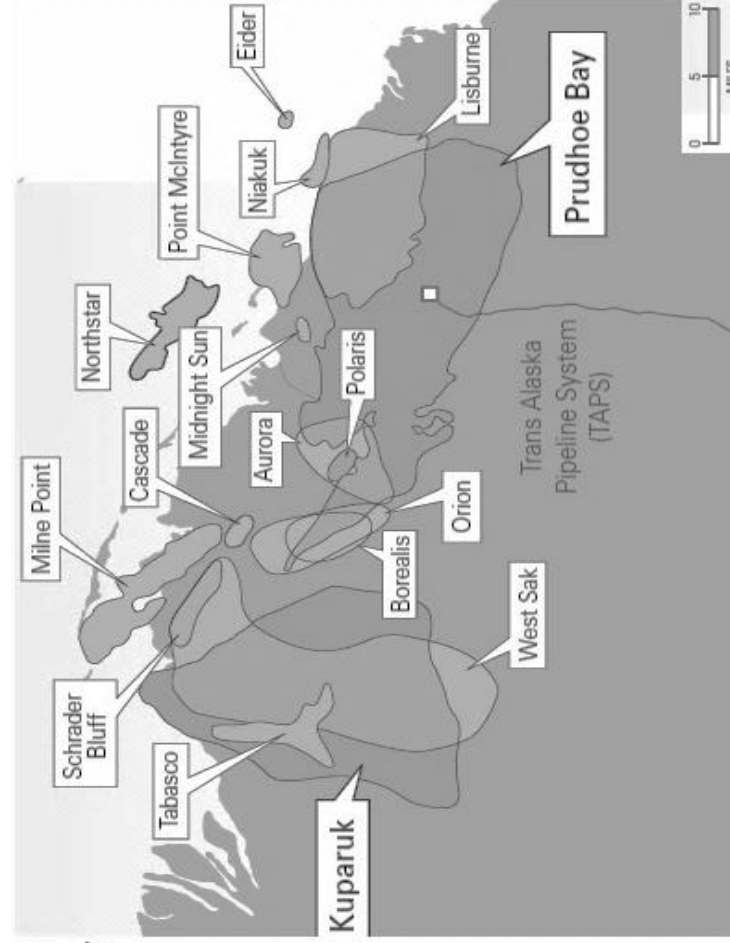 Milne Point
Schrader
Bluff
Northstar
Cascade
Tabasco
Point McIntyre
Midnight Sun
Eider
Niakuk
Aurora
Kuparuk
Polaris
Borealis
Orion
Lisburne
West Sak
Trans Alaska
Pipeline System
(TAPS)
Prudhoe Bay
0 5 10